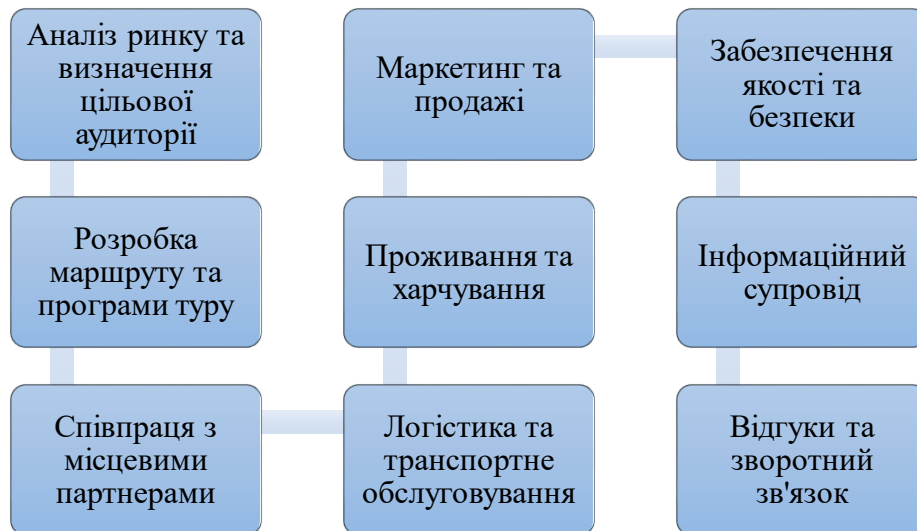 Аналіз ринку та
визначення
цільової
аудиторії
Розробка
маршруту та
програми туру
Співпраця з
місцевими
партнерами
Логістика та
транспортне
обслуговування
Проживання та
харчування
Маркетинг та
продажі
Забезпечення
якості та
безпеки
Інформаційний
супровід
Відгуки та
зворотний
зв'язок